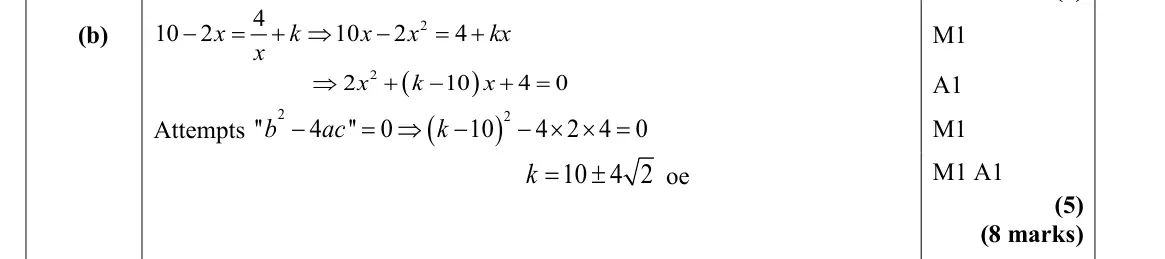 (b) 10 − 2x = 4/x + k ⇒ 10x − 2x² = 4 + kx M1
⇒ 2x² + (k − 10)x + 4 = 0 A1
Attempts "b² − 4ac" = 0 ⇒ (k − 10)² − 4 × 2 × 4 = 0 M1
k = 10 ± 4√2 oe M1 A1
(5)
(8 marks)